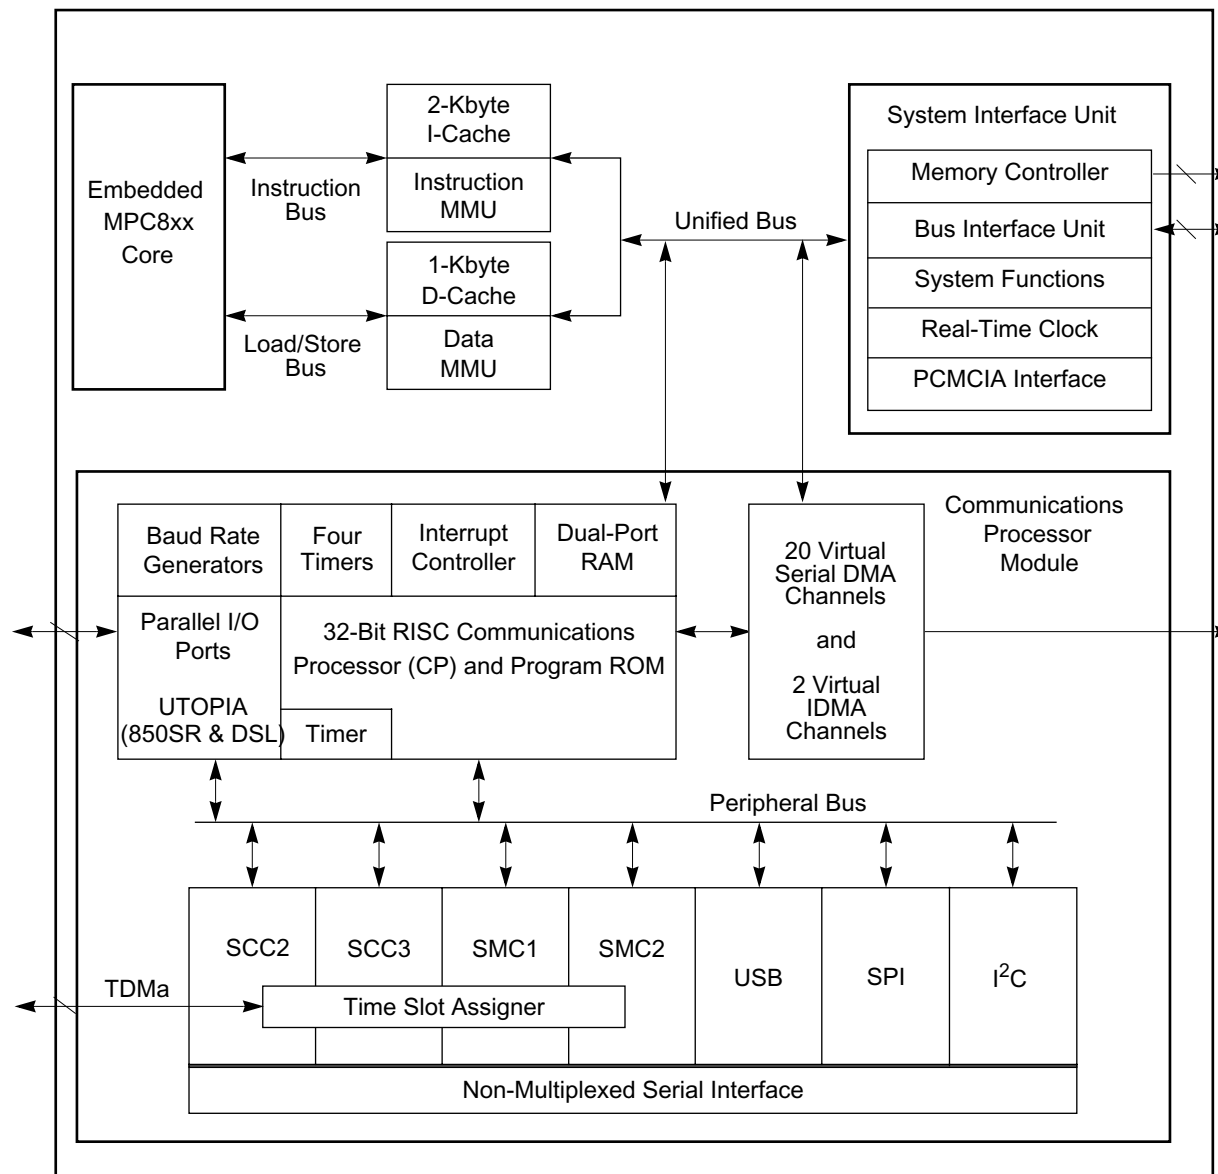 2-Kbyte
I-Cache
Instruction
MMU
Embedded
MPC8xx
Core
Instruction
Bus
1-Kbyte
D-Cache
Data
MMU
Load/Store
Bus
Unified Bus
System Interface Unit
Memory Controller
Bus Interface Unit
System Functions
Real-Time Clock
PCMCIA Interface
Communications
Processor
Module
Baud Rate
Generators
Four
Timers
Interrupt
Controller
Dual-Port
RAM
Parallel I/O
Ports
UTOPIA
(850SR & DSL)
32-Bit RISC Communications
Processor (CP) and Program ROM
Timer
20 Virtual
Serial DMA
Channels
and
2 Virtual
IDMA
Channels
Peripheral Bus
SCC2
SCC3
SMC1
SMC2
USB
SPI
I²C
TDMa
Time Slot Assigner
Non-Multiplexed Serial Interface